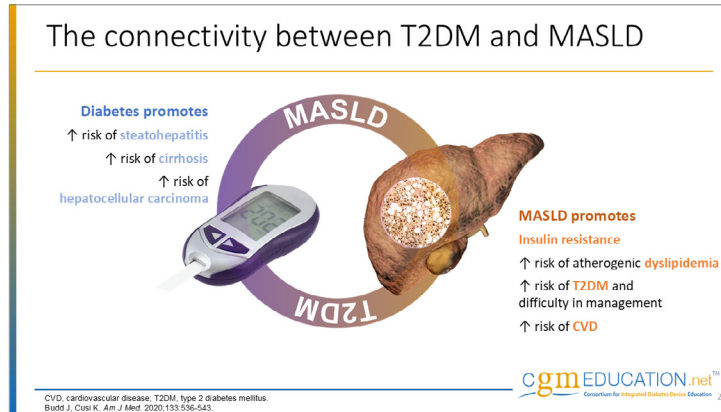 The connectivity between T2DM and MASLD
Diabetes promotes
↑ risk of steatohepatitis
↑ risk of cirrhosis
↑ risk of
hepatocellular carcinoma
MASLD
202
T2DM
MASLD promotes
Insulin resistance
↑ risk of atherogenic dyslipidemia
↑ risk of T2DM and
difficulty in management
↑ risk of CVD
CVD, cardiovascular disease; T2DM, type 2 diabetes mellitus.
Budd J, Cusi K. Am J Med. 2020;133:536-543.
cgmEDUCATION.net™
Consortium for Integrated Diabetes Device Education